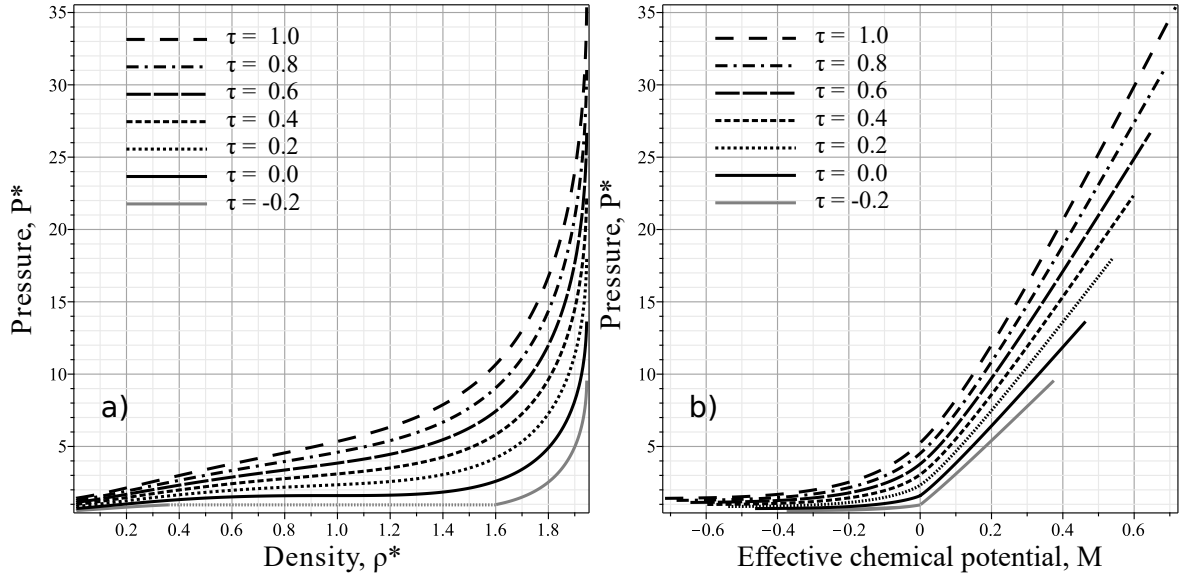 35
30
25
20
15
10
5
Pressure, P*
τ = 1.0
τ = 0.8
τ = 0.6
τ = 0.4
τ = 0.2
τ = 0.0
τ = -0.2
a)
0.2 0.4 0.6 0.8 1.0 1.2 1.4 1.6 1.8
Density, ρ*
35
30
25
20
15
10
5
Pressure, P*
τ = 1.0
τ = 0.8
τ = 0.6
τ = 0.4
τ = 0.2
τ = 0.0
τ = -0.2
b)
−0.6 −0.4 −0.2 0 0.2 0.4 0.6
Effective chemical potential, M